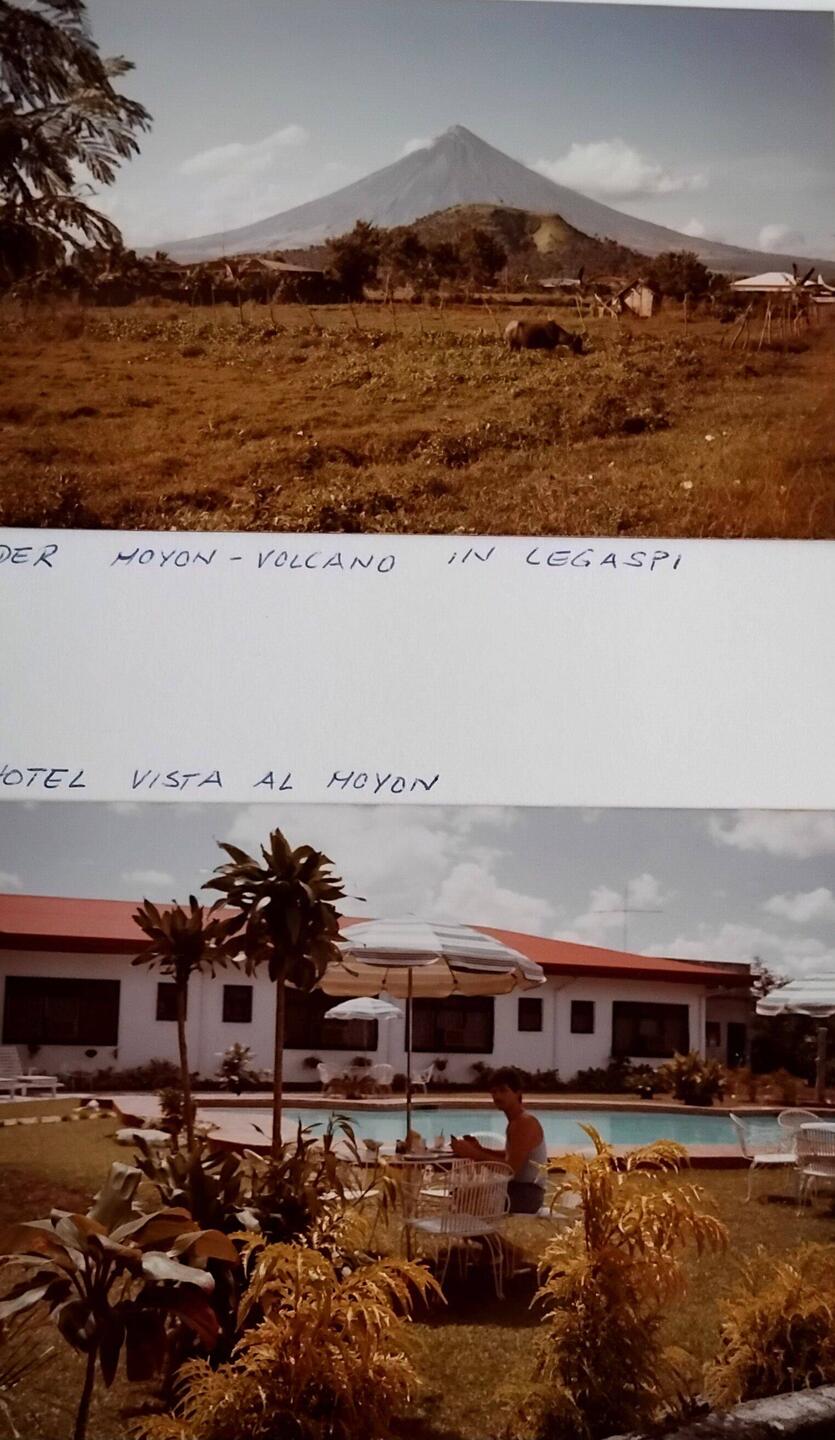 DER MOYON-VOLCANO IN LEGASPI
HOTEL VISTA AL MOYON